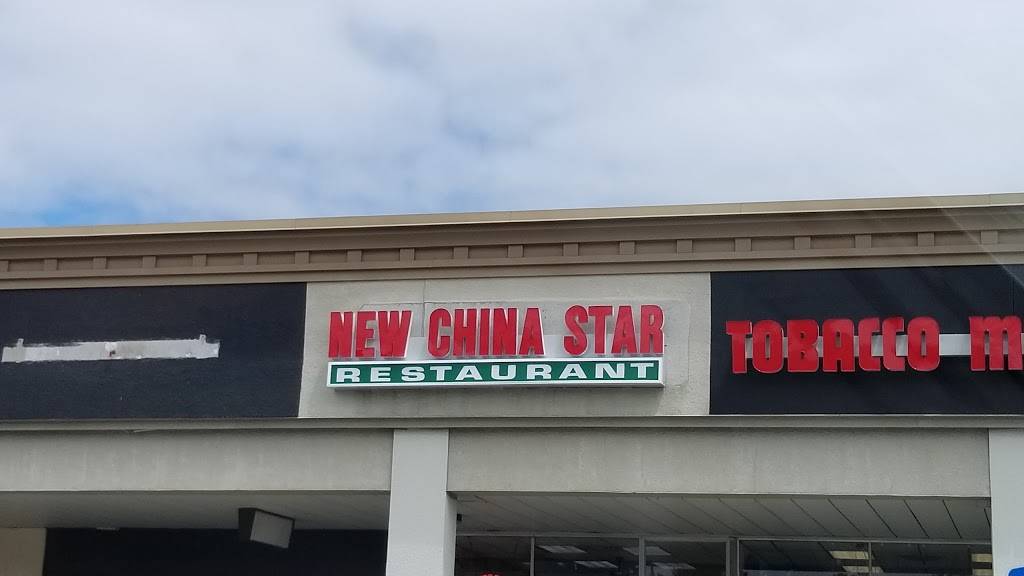 NEW CHINA STAR
RESTAURANT
TOBACCO M